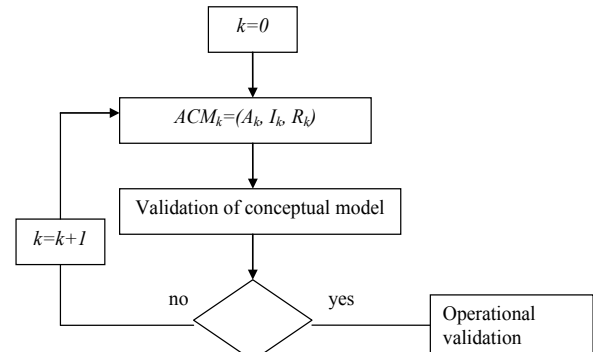 k=0
ACMk=(Ak, Ik, Rk)
Validation of conceptual model
k=k+1
no
yes
Operational
validation